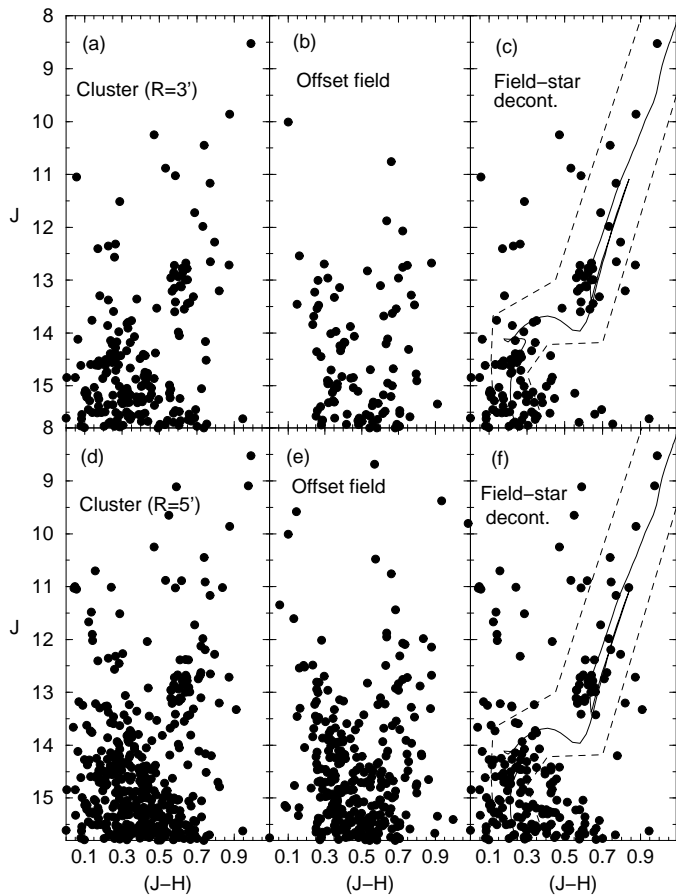 8
9
10
11
12
13
14
15
J
(a)
Cluster (R=3')
(b)
Offset field
(c)
Field−star
decont.
8
9
10
11
12
13
14
15
J
(d)
Cluster (R=5')
(e)
Offset field
(f)
Field−star
decont.
0.1 0.3 0.5 0.7 0.9
0.1 0.3 0.5 0.7 0.9
0.1 0.3 0.5 0.7 0.9
(J−H)
(J−H)
(J−H)